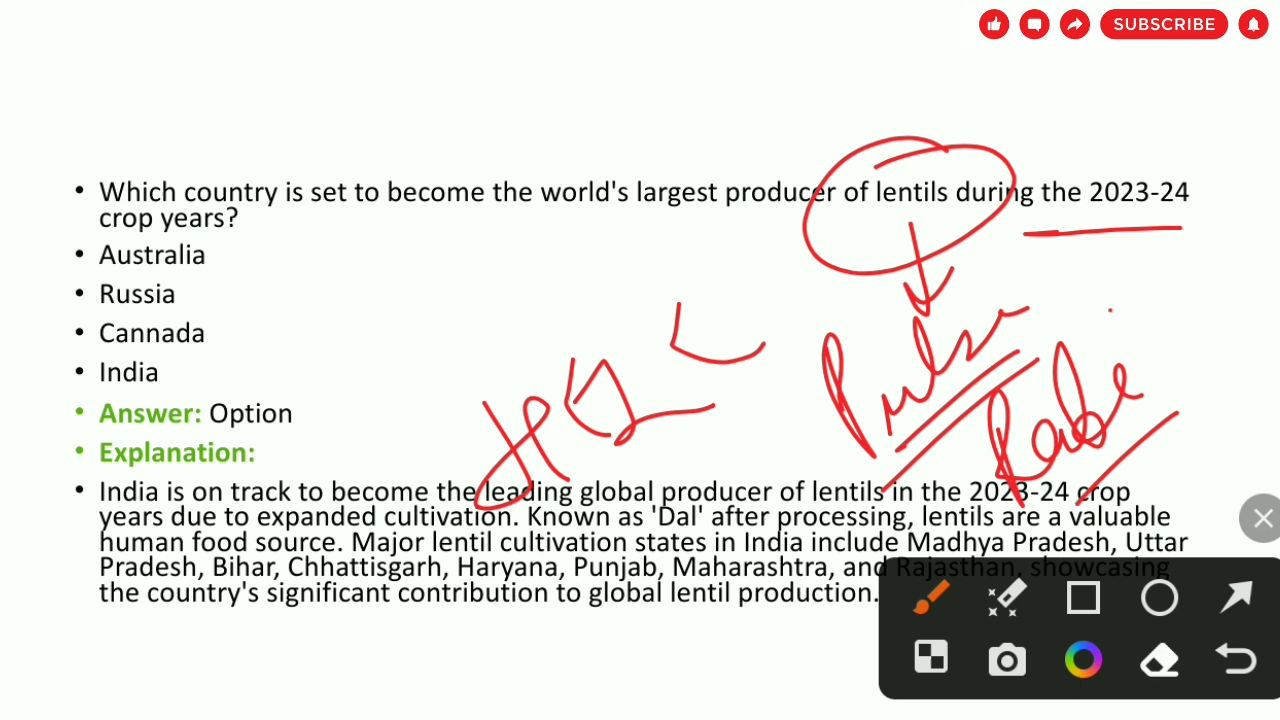 SUBSCRIBE
• Which country is set to become the world's largest producer of lentils during the 2023-24
crop years?
• Australia
• Russia
• Cannada
• India
• Answer: Option
• Explanation:
• India is on track to become the leading global producer of lentils in the 2023-24 crop
years due to expanded cultivation. Known as 'Dal' after processing, lentils are a valuable
human food source. Major lentil cultivation states in India include Madhya Pradesh, Uttar
Pradesh, Bihar, Chhattisgarh, Haryana, Punjab, Maharashtra, and Rajasthan, showcasing
the country's significant contribution to global lentil production.
Pulse
Rabi